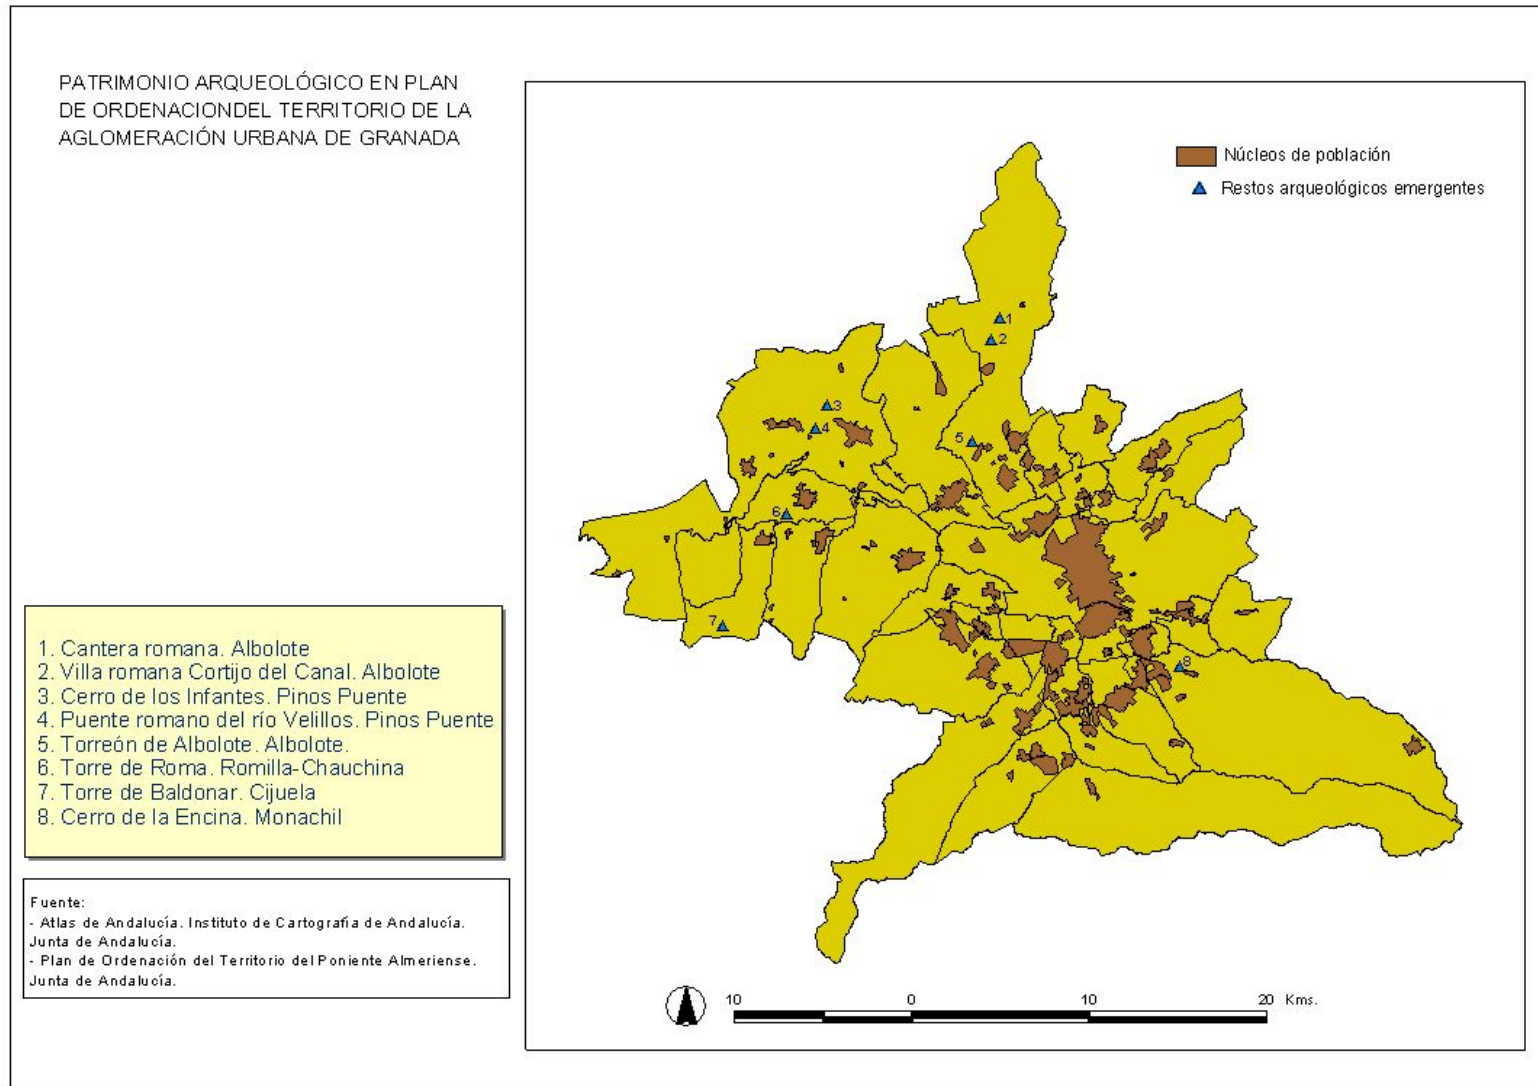 PATRIMONIO ARQUEOLÓGICO EN PLAN
DE ORDENACIONDEL TERRITORIO DE LA
AGLOMERACIÓN URBANA DE GRANADA
Núcleos de población
Restos arqueológicos emergentes
1
2
3
4
5
6
7
8
1. Cantera romana. Albolote
2. Villa romana Cortijo del Canal. Albolote
3. Cerro de los Infantes. Pinos Puente
4. Puente romano del río Velillos. Pinos Puente
5. Torreón de Albolote. Albolote.
6. Torre de Roma. Romilla-Chauchina
7. Torre de Baldonar. Cijuela
8. Cerro de la Encina. Monachil
Fuente:
- Atlas de Andalucía. Instituto de Cartografía de Andalucía.
Junta de Andalucía.
- Plan de Ordenación del Territorio del Poniente Almeriense.
Junta de Andalucía.
10 0 10 20 Kms.